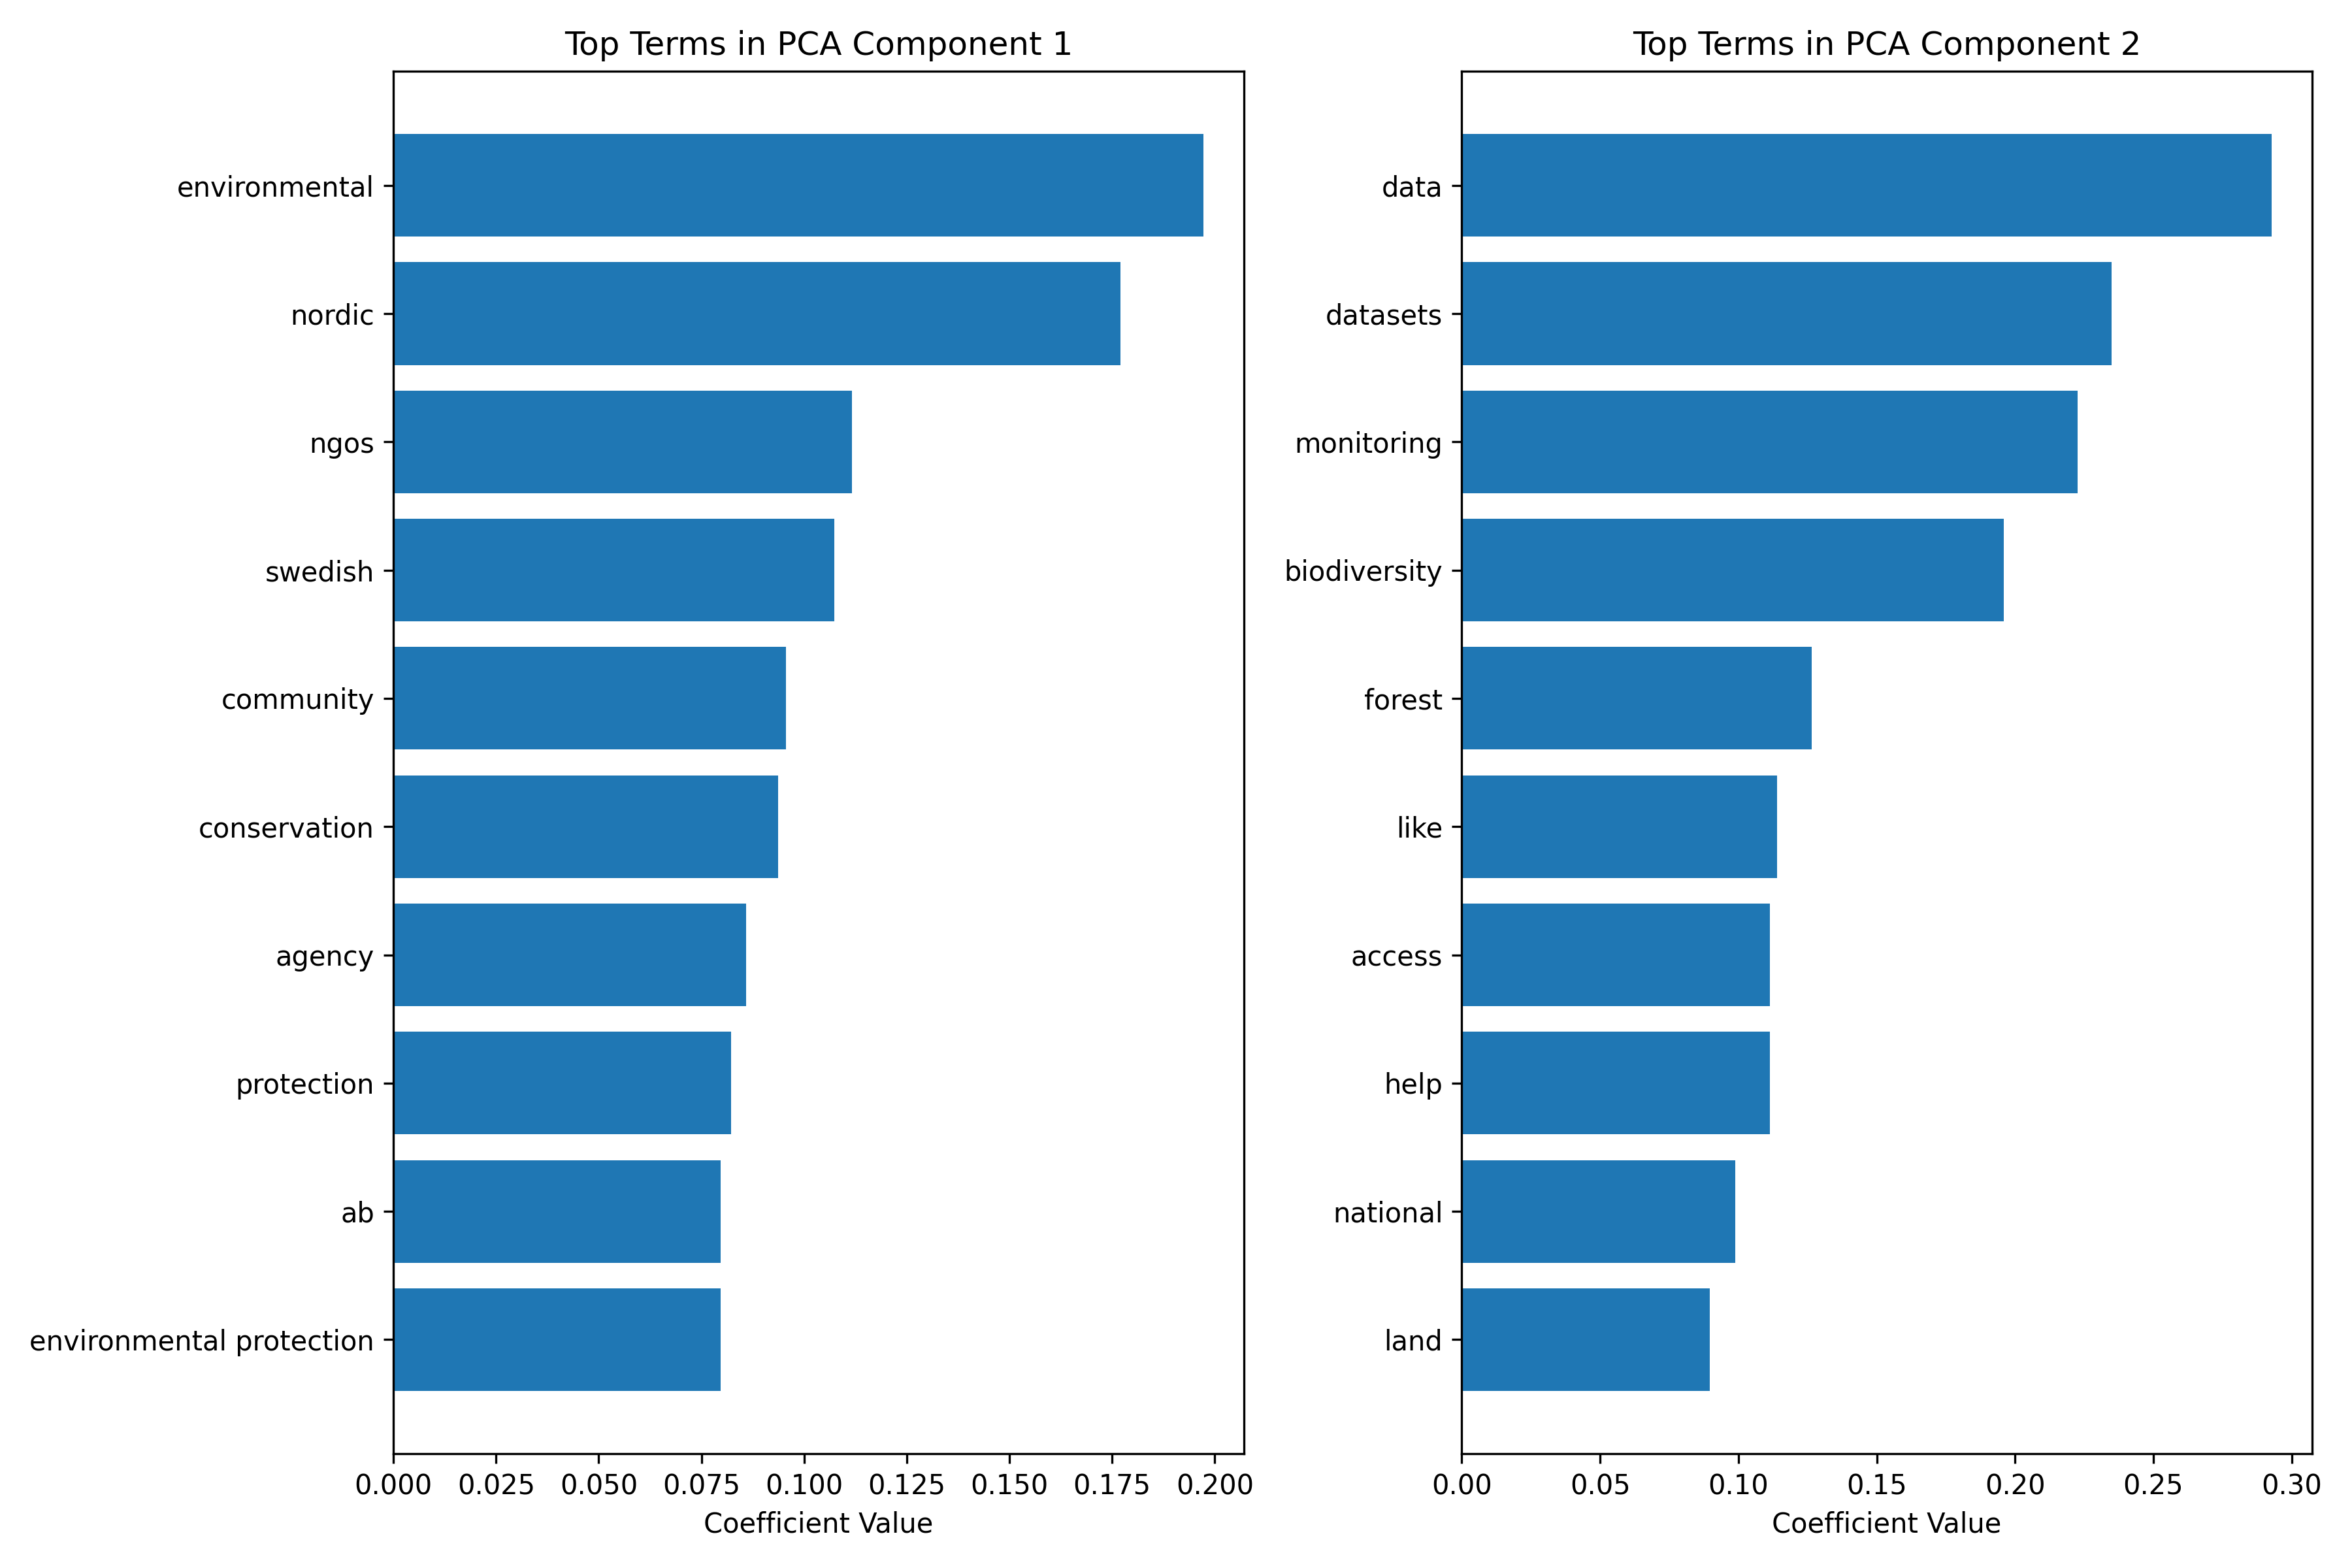 Top Terms in PCA Component 1
environmental
nordic
ngos
swedish
community
conservation
agency
protection
ab
environmental protection
0.000 0.025 0.050 0.075 0.100 0.125 0.150 0.175 0.200
Coefficient Value
Top Terms in PCA Component 2
data
datasets
monitoring
biodiversity
forest
like
access
help
national
land
0.00 0.05 0.10 0.15 0.20 0.25 0.30
Coefficient Value